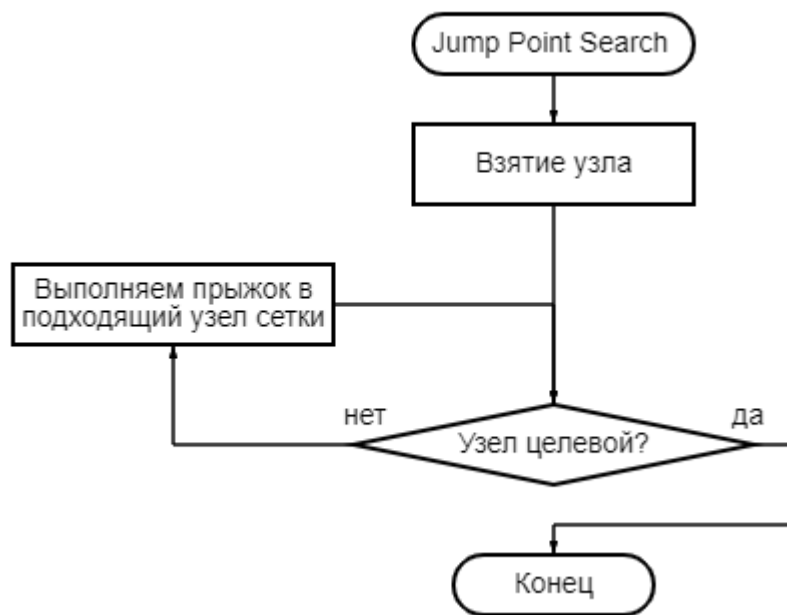 Jump Point Search
Взятие узла
Выполняем прыжок в
подходящий узел сетки
нет
да
Узел целевой?
Конец